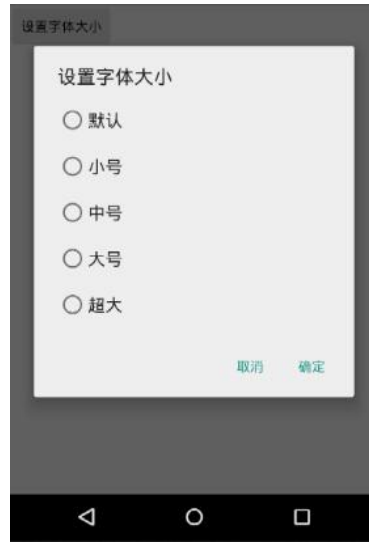 设置字体大小
设置字体大小
默认
小号
中号
大号
超大
取消 确定